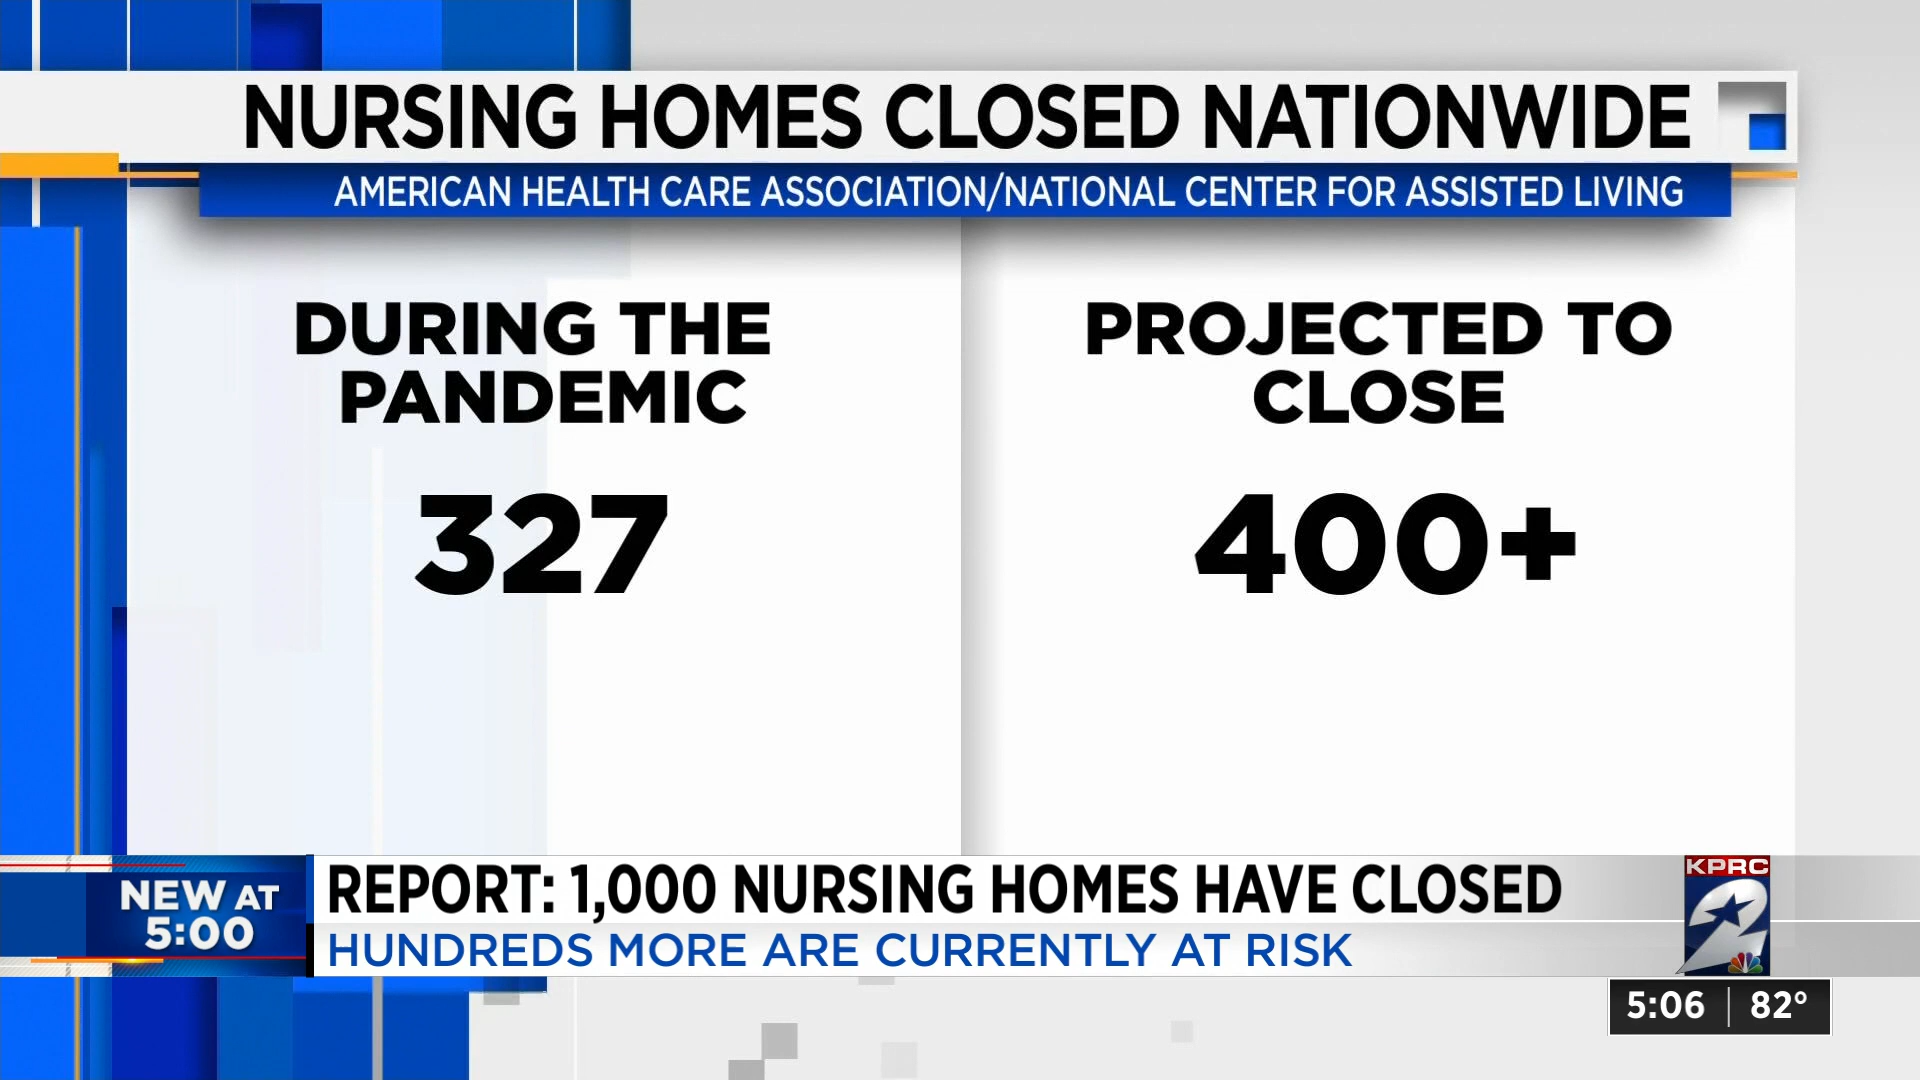 NURSING HOMES CLOSED NATIONWIDE
AMERICAN HEALTH CARE ASSOCIATION/NATIONAL CENTER FOR ASSISTED LIVING
DURING THE
PANDEMIC
327
PROJECTED TO
CLOSE
400+
NEW AT
5:00
REPORT: 1,000 NURSING HOMES HAVE CLOSED
HUNDREDS MORE ARE CURRENTLY AT RISK
KPRC
2
5:06 | 82°